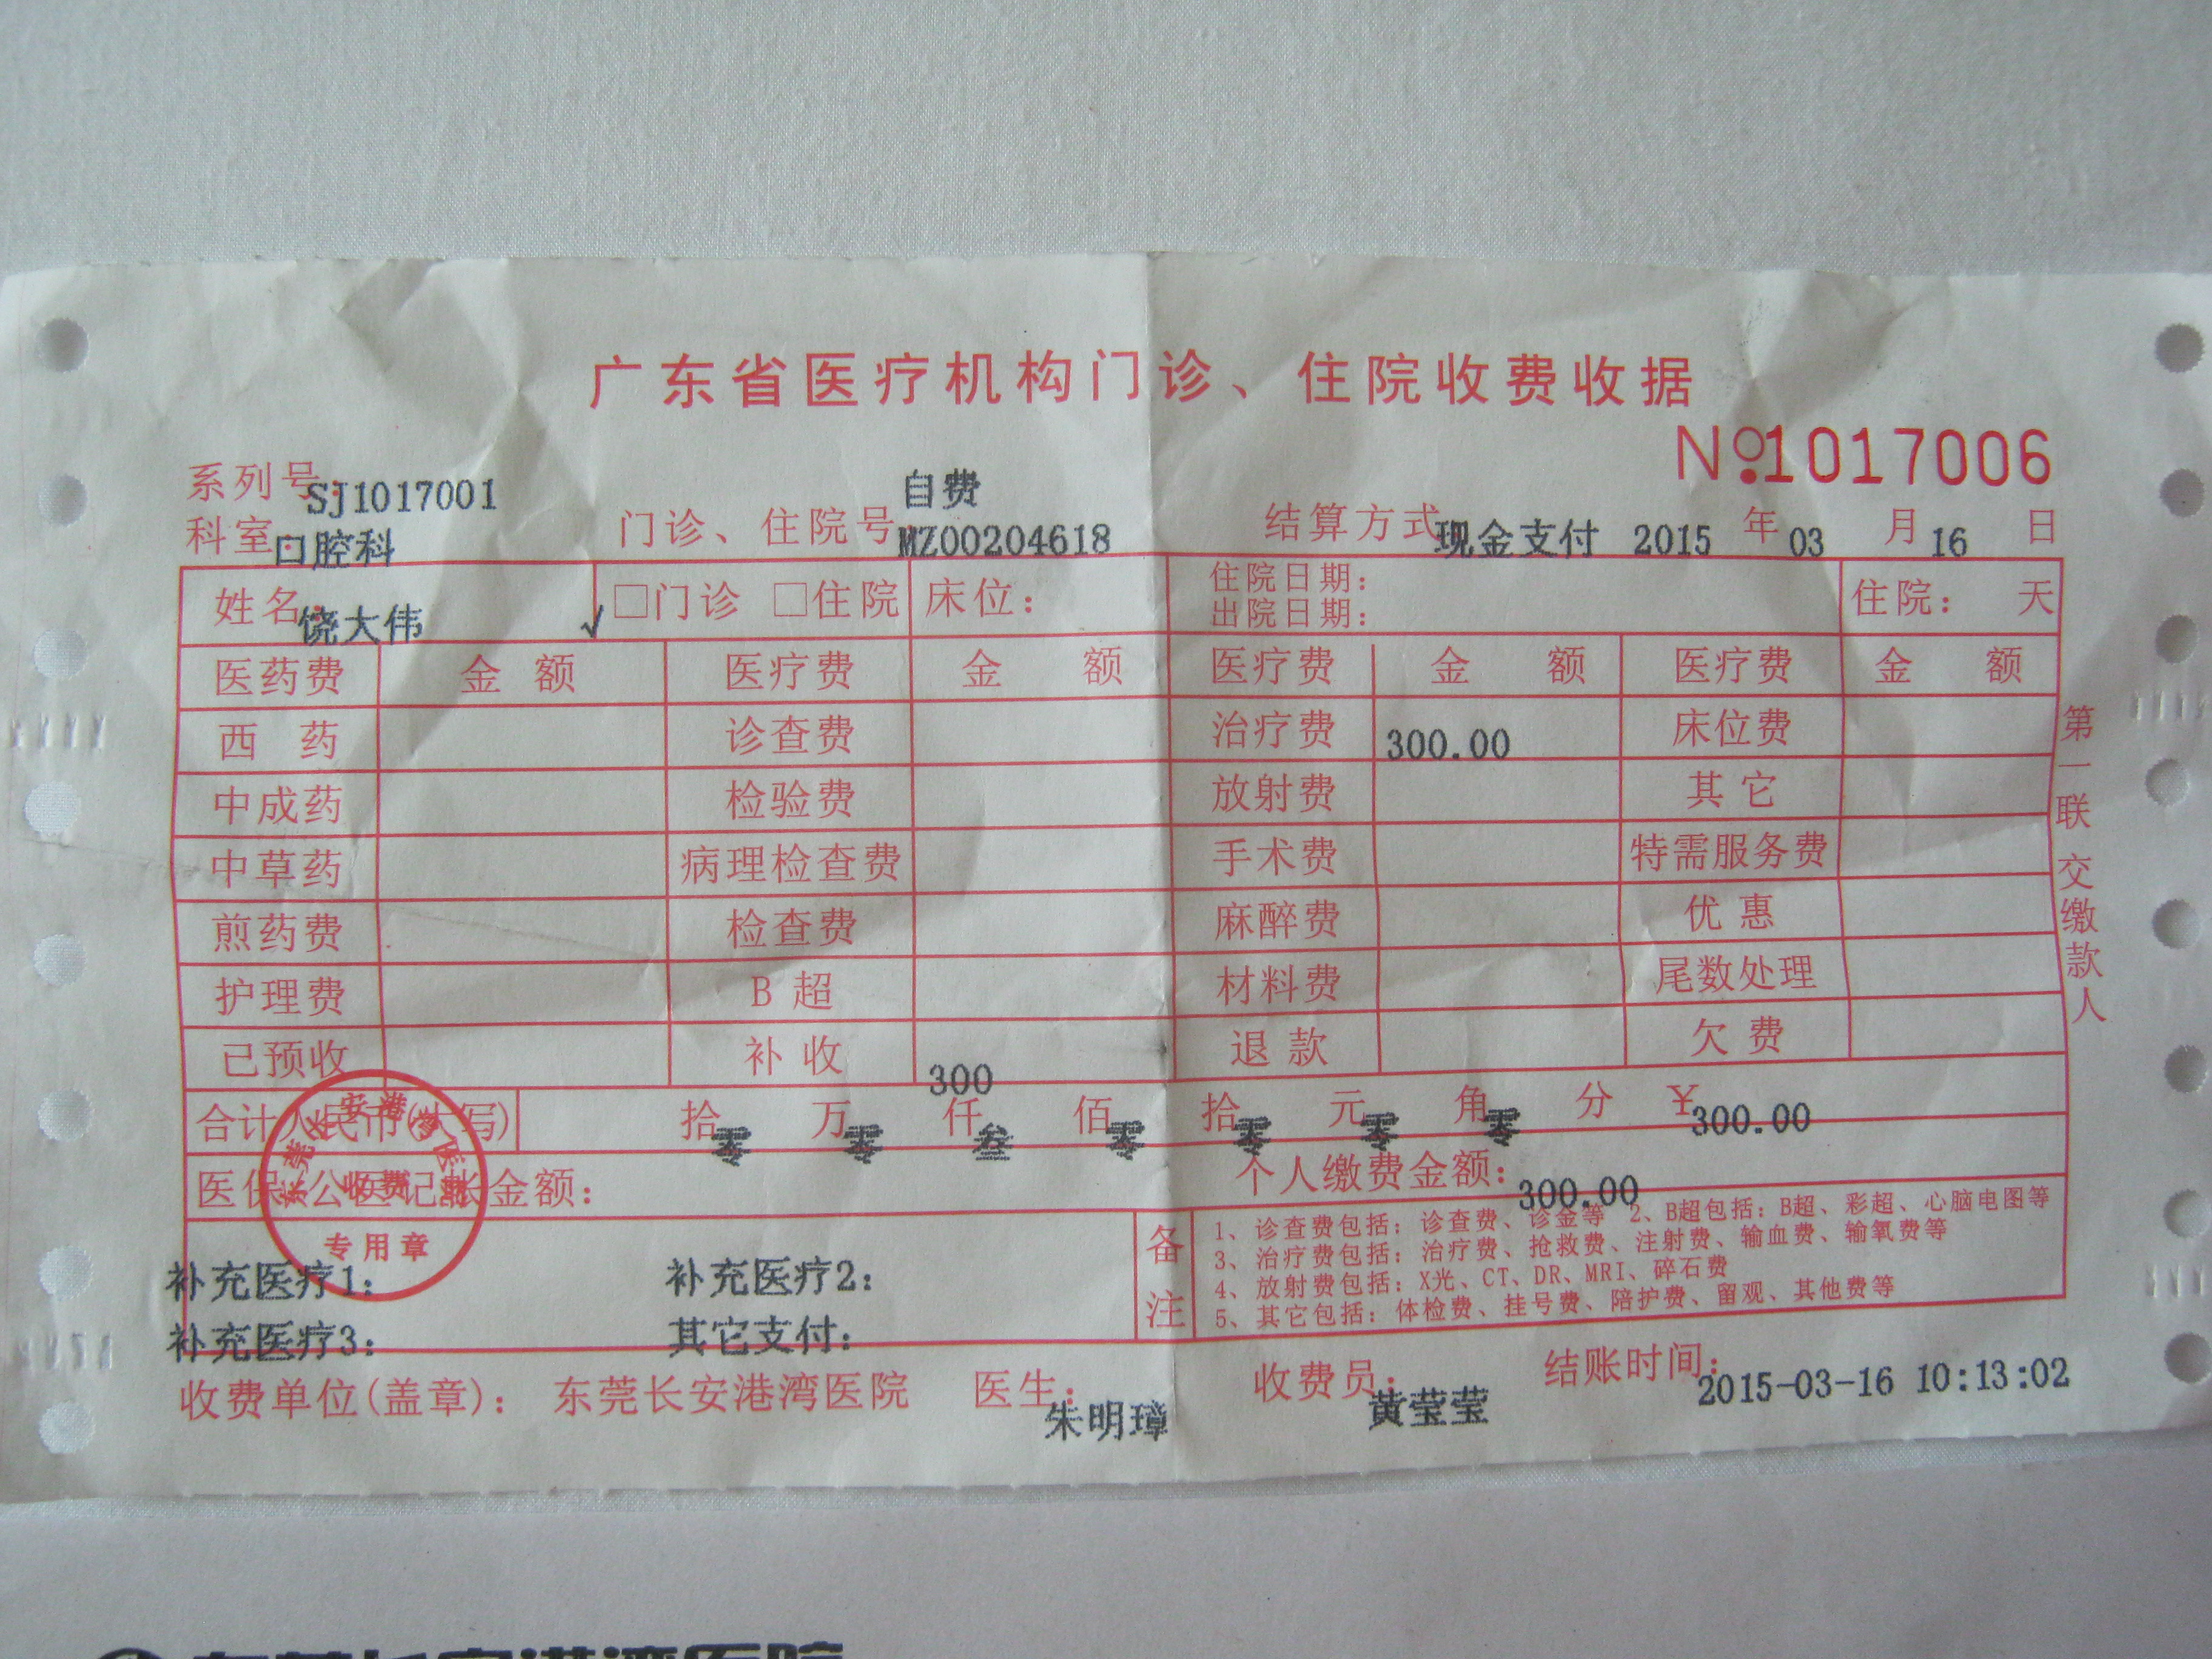 广东省医疗机构门诊、住院收费收据
№1017006
系列号:SJ1017001 自费
科室:口腔科 门诊、住院号:MZ00204618 结算方式:现金支付 2015 年 03 月 16 日
姓名:饶大伟 √□门诊 □住院 床位: 住院日期: 住院: 天
出院日期:
医药费 金额 医疗费 金额 医疗费 金额 医疗费 金额
西药 诊查费 治疗费 300.00 床位费
中成药 检验费 放射费 其它
中草药 病理检查费 手术费 特需服务费
煎药费 检查费 麻醉费 优惠
护理费 B超 材料费 尾数处理
已预收 补收 300 退款 欠费
合计人民币(大写) 拾零 万零 仟叁 佰零 拾零 元零 角零 分 ¥300.00
医保/公医记长金额: 个人缴费金额:300.00
备注
1、诊查费包括:诊查费、诊金等 2、B超包括:B超、彩超、心脑电图等
3、治疗费包括:治疗费、抢救费、注射费、输血费、输氧费等
4、放射费包括:X光、CT、DR、MRI、碎石费
5、其它包括:体检费、挂号费、陪护费、留观、其他费等
补充医疗1: 补充医疗2:
补充医疗3: 其它支付:
收费单位(盖章): 东莞长安港湾医院 医生:朱明璋 收费员:黄莹莹 结账时间:2015-03-16 10:13:02
第一联 交缴款人
东莞长安港湾医院
收费
专用章